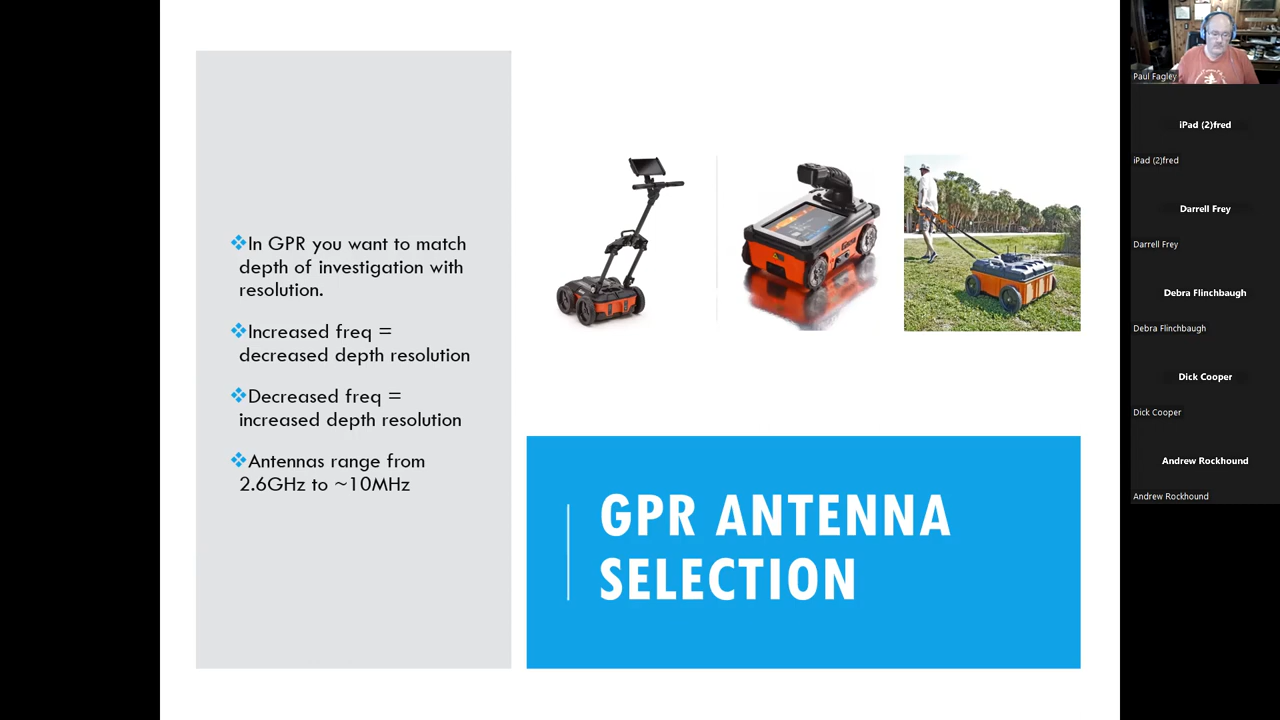 In GPR you want to match
depth of investigation with
resolution.
Increased freq =
decreased depth resolution
Decreased freq =
increased depth resolution
Antennas range from
2.6GHz to ~10MHz
GPR ANTENNA
SELECTION
Paul Fagley
iPad (2)fred
iPad (2)fred
Darrell Frey
Darrell Frey
Debra Flinchbaugh
Debra Flinchbaugh
Dick Cooper
Dick Cooper
Andrew Rockhound
Andrew Rockhound